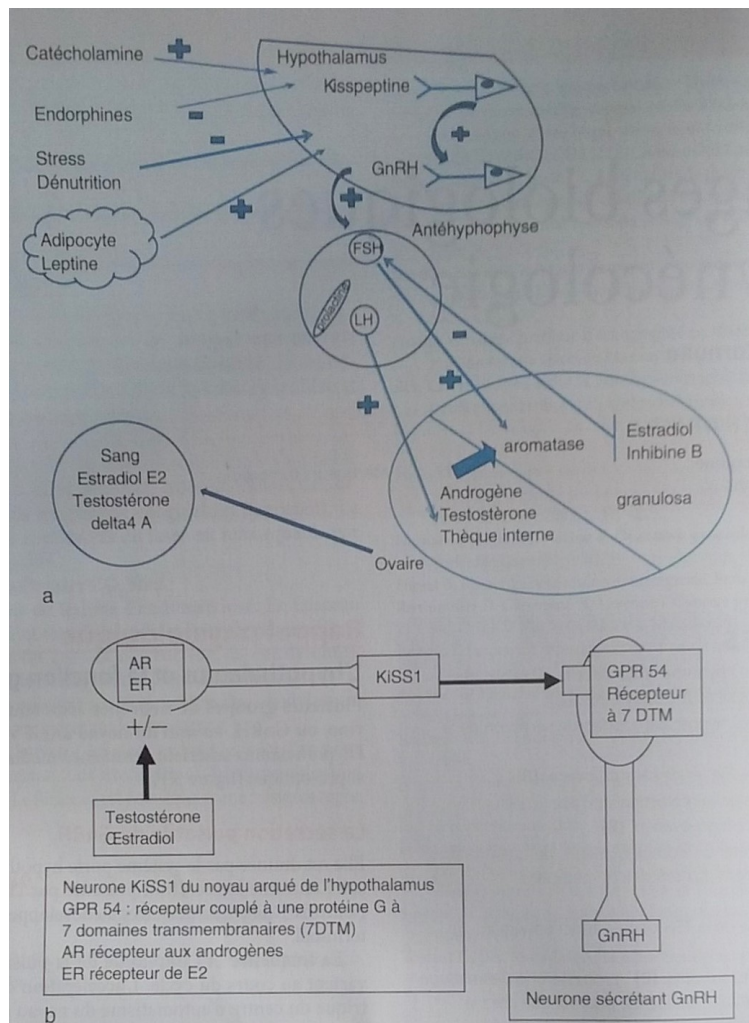 Catécholamine
Endorphines
Stress
Dénutrition
Adipocyte
Leptine
Hypothalamus
Kisspeptine
GnRH
Antéhyphophyse
FSH
prolactine
LH
aromatase
Estradiol
Inhibine B
granulosa
Androgène
Testostèrone
Thèque interne
Ovaire
Sang
Estradiol E2
Testostérone
delta4 A
a
AR
ER
+/–
Testostérone
Œstradiol
KiSS1
GPR 54
Récepteur
à 7 DTM
GnRH
Neurone sécrétant GnRH
Neurone KiSS1 du noyau arqué de l'hypothalamus
GPR 54 : récepteur couplé à une protéine G à
7 domaines transmembranaires (7DTM)
AR récepteur aux androgènes
ER récepteur de E2
b